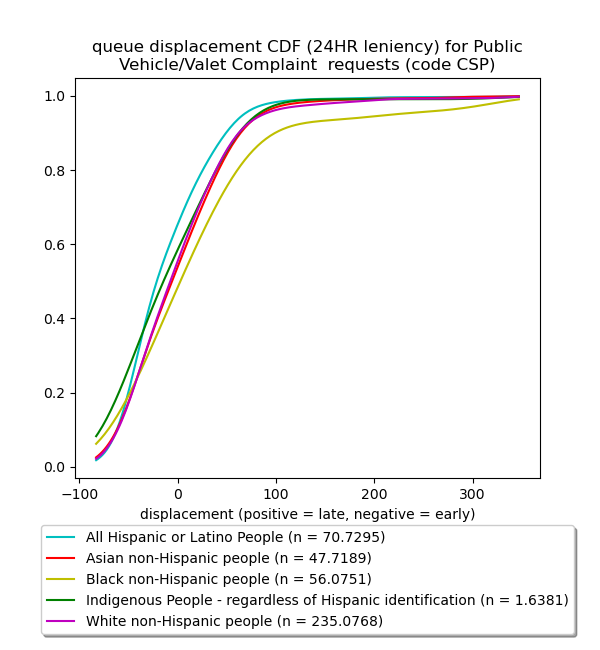 queue displacement CDF (24HR leniency) for Public
Vehicle/Valet Complaint  requests (code CSP)
1.0
0.8
0.6
0.4
0.2
0.0
−100 0 100 200 300
displacement (positive = late, negative = early)
All Hispanic or Latino People (n = 70.7295)
Asian non-Hispanic people (n = 47.7189)
Black non-Hispanic people (n = 56.0751)
Indigenous People - regardless of Hispanic identification (n = 1.6381)
White non-Hispanic people (n = 235.0768)